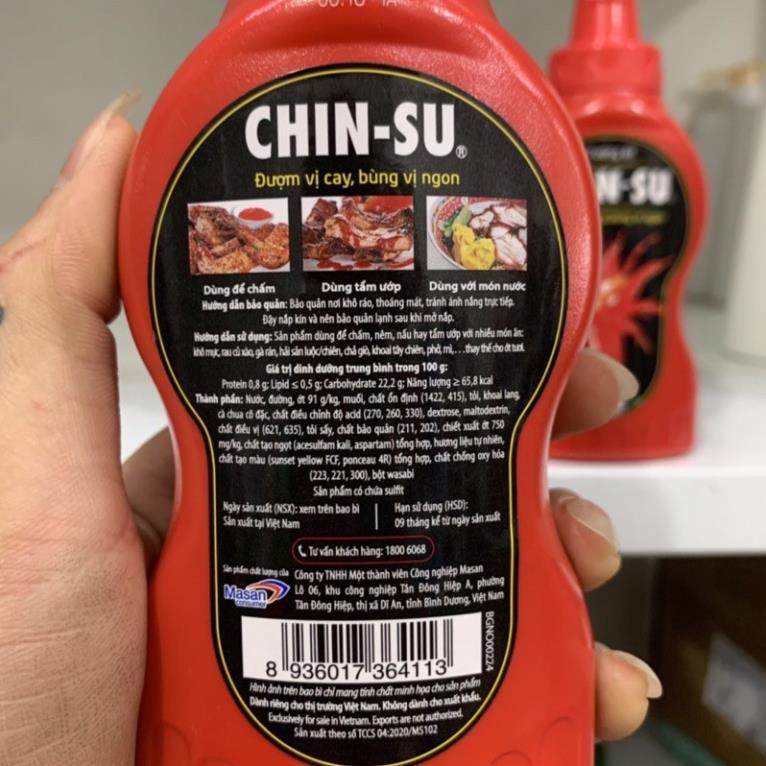 CHIN-SU®
Đượm vị cay, bùng vị ngon
Dùng để chấm
Dùng tẩm ướp
Dùng với món nước
Hướng dẫn bảo quản: Bảo quản nơi khô ráo, thoáng mát, tránh ánh nắng trực tiếp.
Đậy nắp kín và nên bảo quản lạnh sau khi mở nắp.
Hướng dẫn sử dụng: Sản phẩm dùng để chấm, nêm, nấu hay tẩm ướp với nhiều món ăn:
khô mực, rau củ xào, gà rán, hải sản luộc/chiên, chả giò, khoai tây chiên, phở, mì,... thay thế cho ớt tươi.
Giá trị dinh dưỡng trung bình trong 100 g:
Protein 0,8 g; Lipid ≤ 0,5 g; Carbohydrate 22,2 g; Năng lượng ≥ 65,8 kcal
Thành phần: Nước, đường, ớt 91 g/kg, muối, chất ổn định (1422, 415), tỏi, khoai lang,
cà chua cô đặc, chất điều chỉnh độ acid (270, 260, 330), dextrose, maltodextrin,
chất điều vị (621, 635), tỏi sấy, chất bảo quản (211, 202), chiết xuất ớt 750
mg/kg, chất tạo ngọt (acesulfam kali, aspartam) tổng hợp, hương liệu tự nhiên,
chất tạo màu (sunset yellow FCF, ponceau 4R) tổng hợp, chất chống oxy hóa
(223, 221, 300), bột wasabi
Sản phẩm có chứa sulfit
Ngày sản xuất (NSX): xem trên bao bì
Sản xuất tại Việt Nam
Hạn sử dụng (HSD):
09 tháng kể từ ngày sản xuất
Tư vấn khách hàng: 1800 6068
Sản phẩm chất lượng của
Masan
consumer
Công ty TNHH Một thành viên Công nghiệp Masan
Lô 06, khu công nghiệp Tân Đông Hiệp A, phường
Tân Đông Hiệp, thị xã Dĩ An, tỉnh Bình Dương, Việt Nam
BGNO00224
8 936017 364113
Hình ảnh trên bao bì chỉ mang tính chất minh họa cho sản phẩm
Dành riêng cho thị trường Việt Nam. Không dành cho xuất khẩu.
Exclusively for sale in Vietnam. Exports are not authorized.
Sản xuất theo số TCCS 04:2020/MS102
N-SU